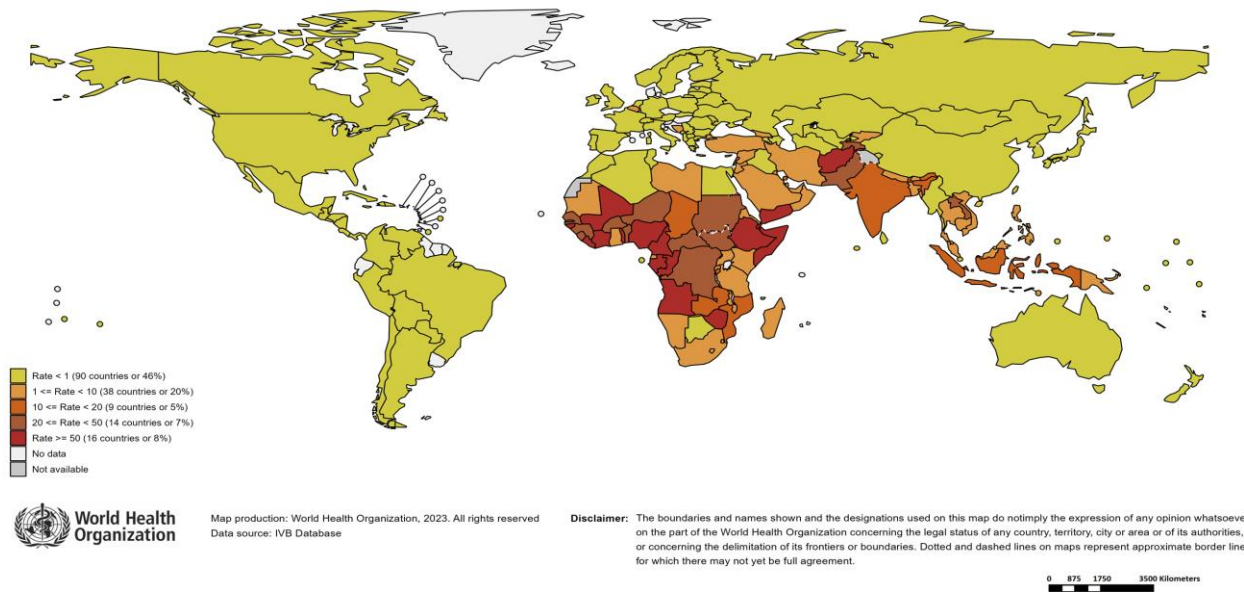 Rate < 1 (90 countries or 46%)
1 <= Rate < 10 (38 countries or 20%)
10 <= Rate < 20 (9 countries or 5%)
20 <= Rate < 50 (14 countries or 7%)
Rate >= 50 (16 countries or 8%)
No data
Not available
World Health
Organization
Map production: World Health Organization, 2023. All rights reserved
Data source: IVB Database
Disclaimer: The boundaries and names shown and the designations used on this map do notimply the expression of any opinion whatsoeve
on the part of the World Health Organization concerning the legal status of any country, territory, city or area or of its authorities,
or concerning the delimitation of its frontiers or boundaries. Dotted and dashed lines on maps represent approximate border line
for which there may not yet be full agreement.
0 875 1750 3500 Kilometers